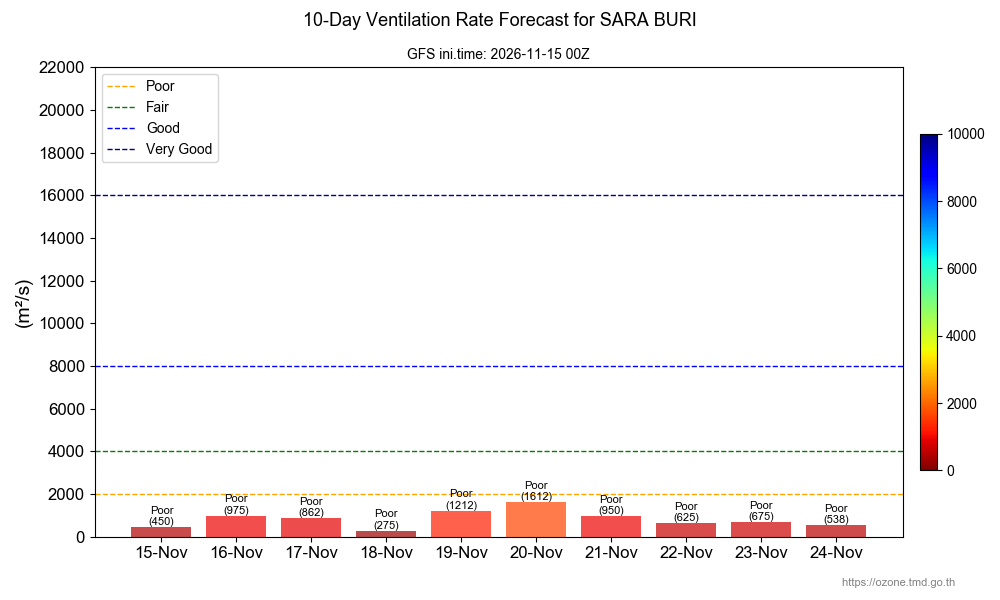 10-Day Ventilation Rate Forecast for SARA BURI
GFS ini.time: 2026-11-15 00Z
(m²/s)
22000
20000
18000
16000
14000
12000
10000
8000
6000
4000
2000
0
Poor
Fair
Good
Very Good
Poor
(450)
Poor
(975)
Poor
(862)
Poor
(275)
Poor
(1212)
Poor
(1612)
Poor
(950)
Poor
(625)
Poor
(675)
Poor
(538)
15-Nov
16-Nov
17-Nov
18-Nov
19-Nov
20-Nov
21-Nov
22-Nov
23-Nov
24-Nov
10000
8000
6000
4000
2000
0
https://ozone.tmd.go.th